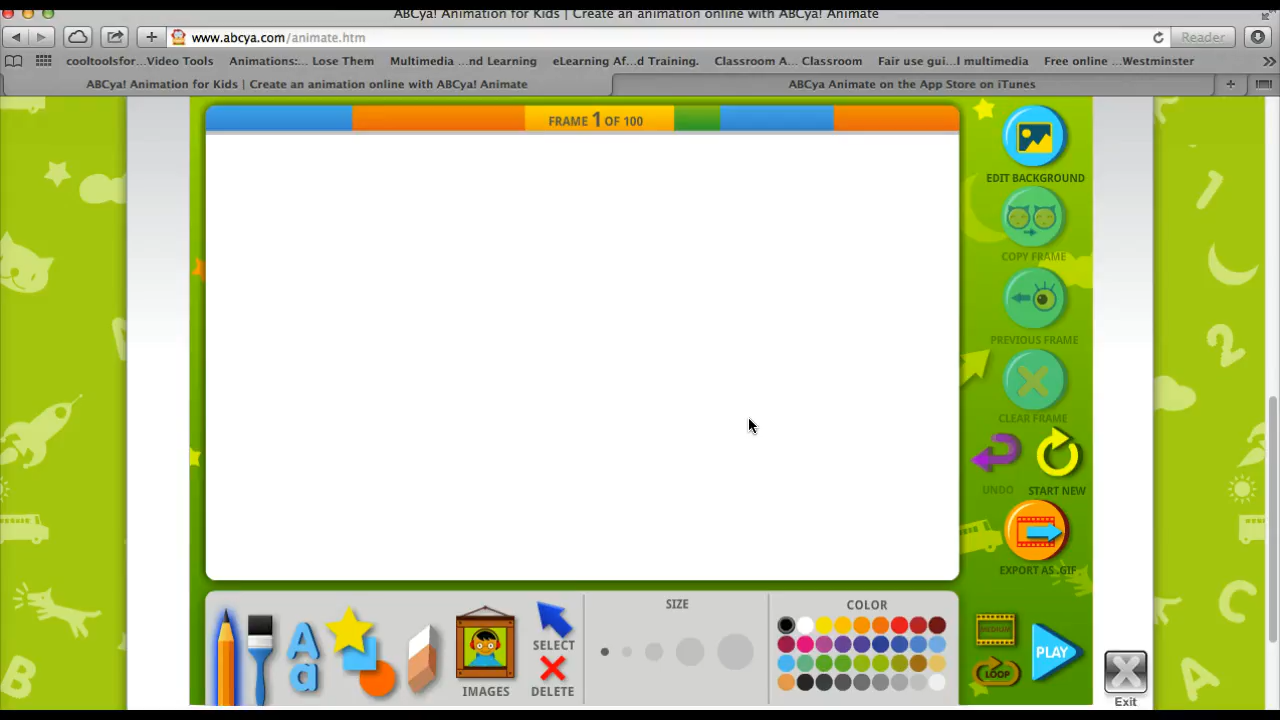 ABCya! Animation for Kids | Create an animation online with ABCya! Animate
www.abcya.com/animate.htm
Reader
cooltoolsfor...Video Tools Animations:... Lose Them Multimedia ...nd Learning eLearning Af...d Training. Classroom A... Classroom Fair use gui...l multimedia Free online ...Westminster
ABCya! Animation for Kids | Create an animation online with ABCya! Animate
ABCya Animate on the App Store on iTunes
FRAME 1 OF 100
EDIT BACKGROUND
COPY FRAME
PREVIOUS FRAME
CLEAR FRAME
UNDO
START NEW
EXPORT AS .GIF
A
a
IMAGES
SELECT
DELETE
SIZE
COLOR
LOOP
PLAY
Exit
1
2
B
C
A